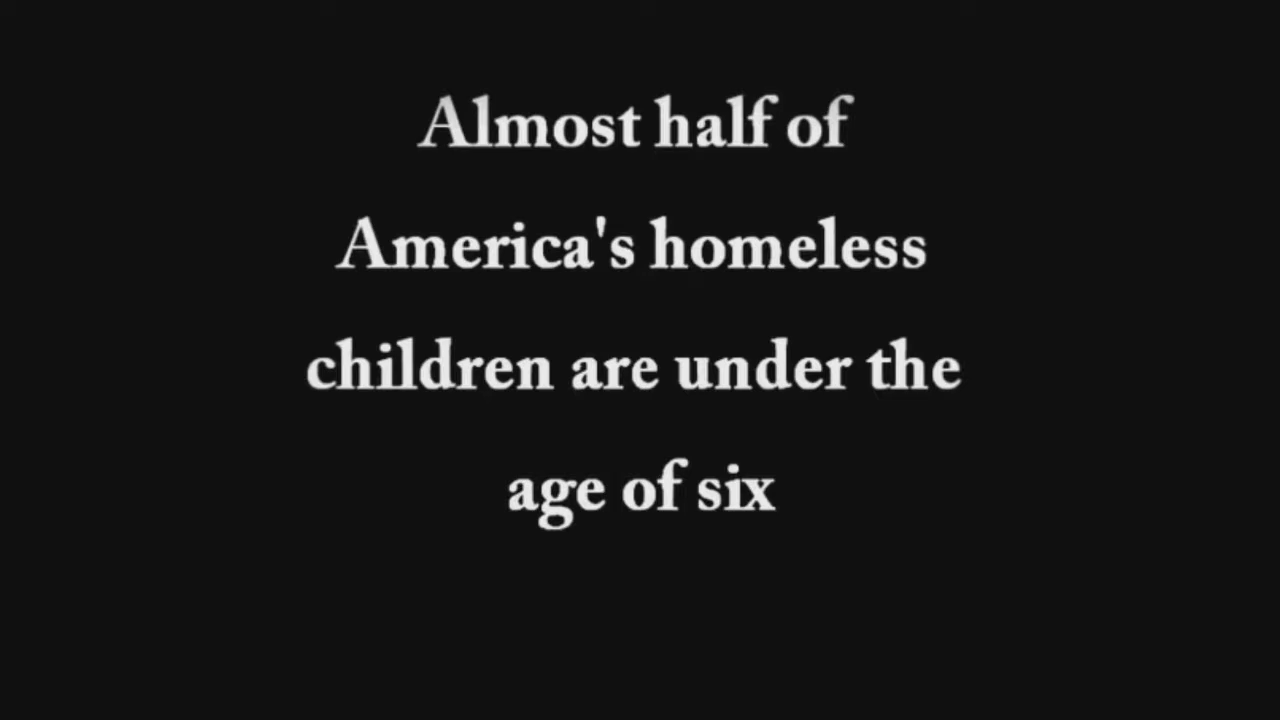 Almost half of
America's homeless
children are under the
age of six